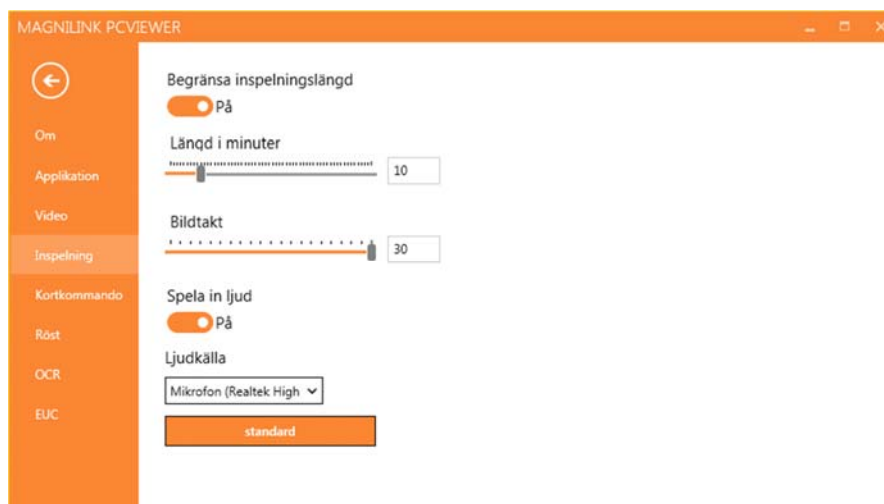 MAGNILINK PCVIEWER
Om
Applikation
Video
Inspelning
Kortkommando
Röst
OCR
EUC
Begränsa inspelningslängd
På
Längd i minuter
10
Bildtakt
30
Spela in ljud
På
Ljudkälla
Mikrofon (Realtek High
standard